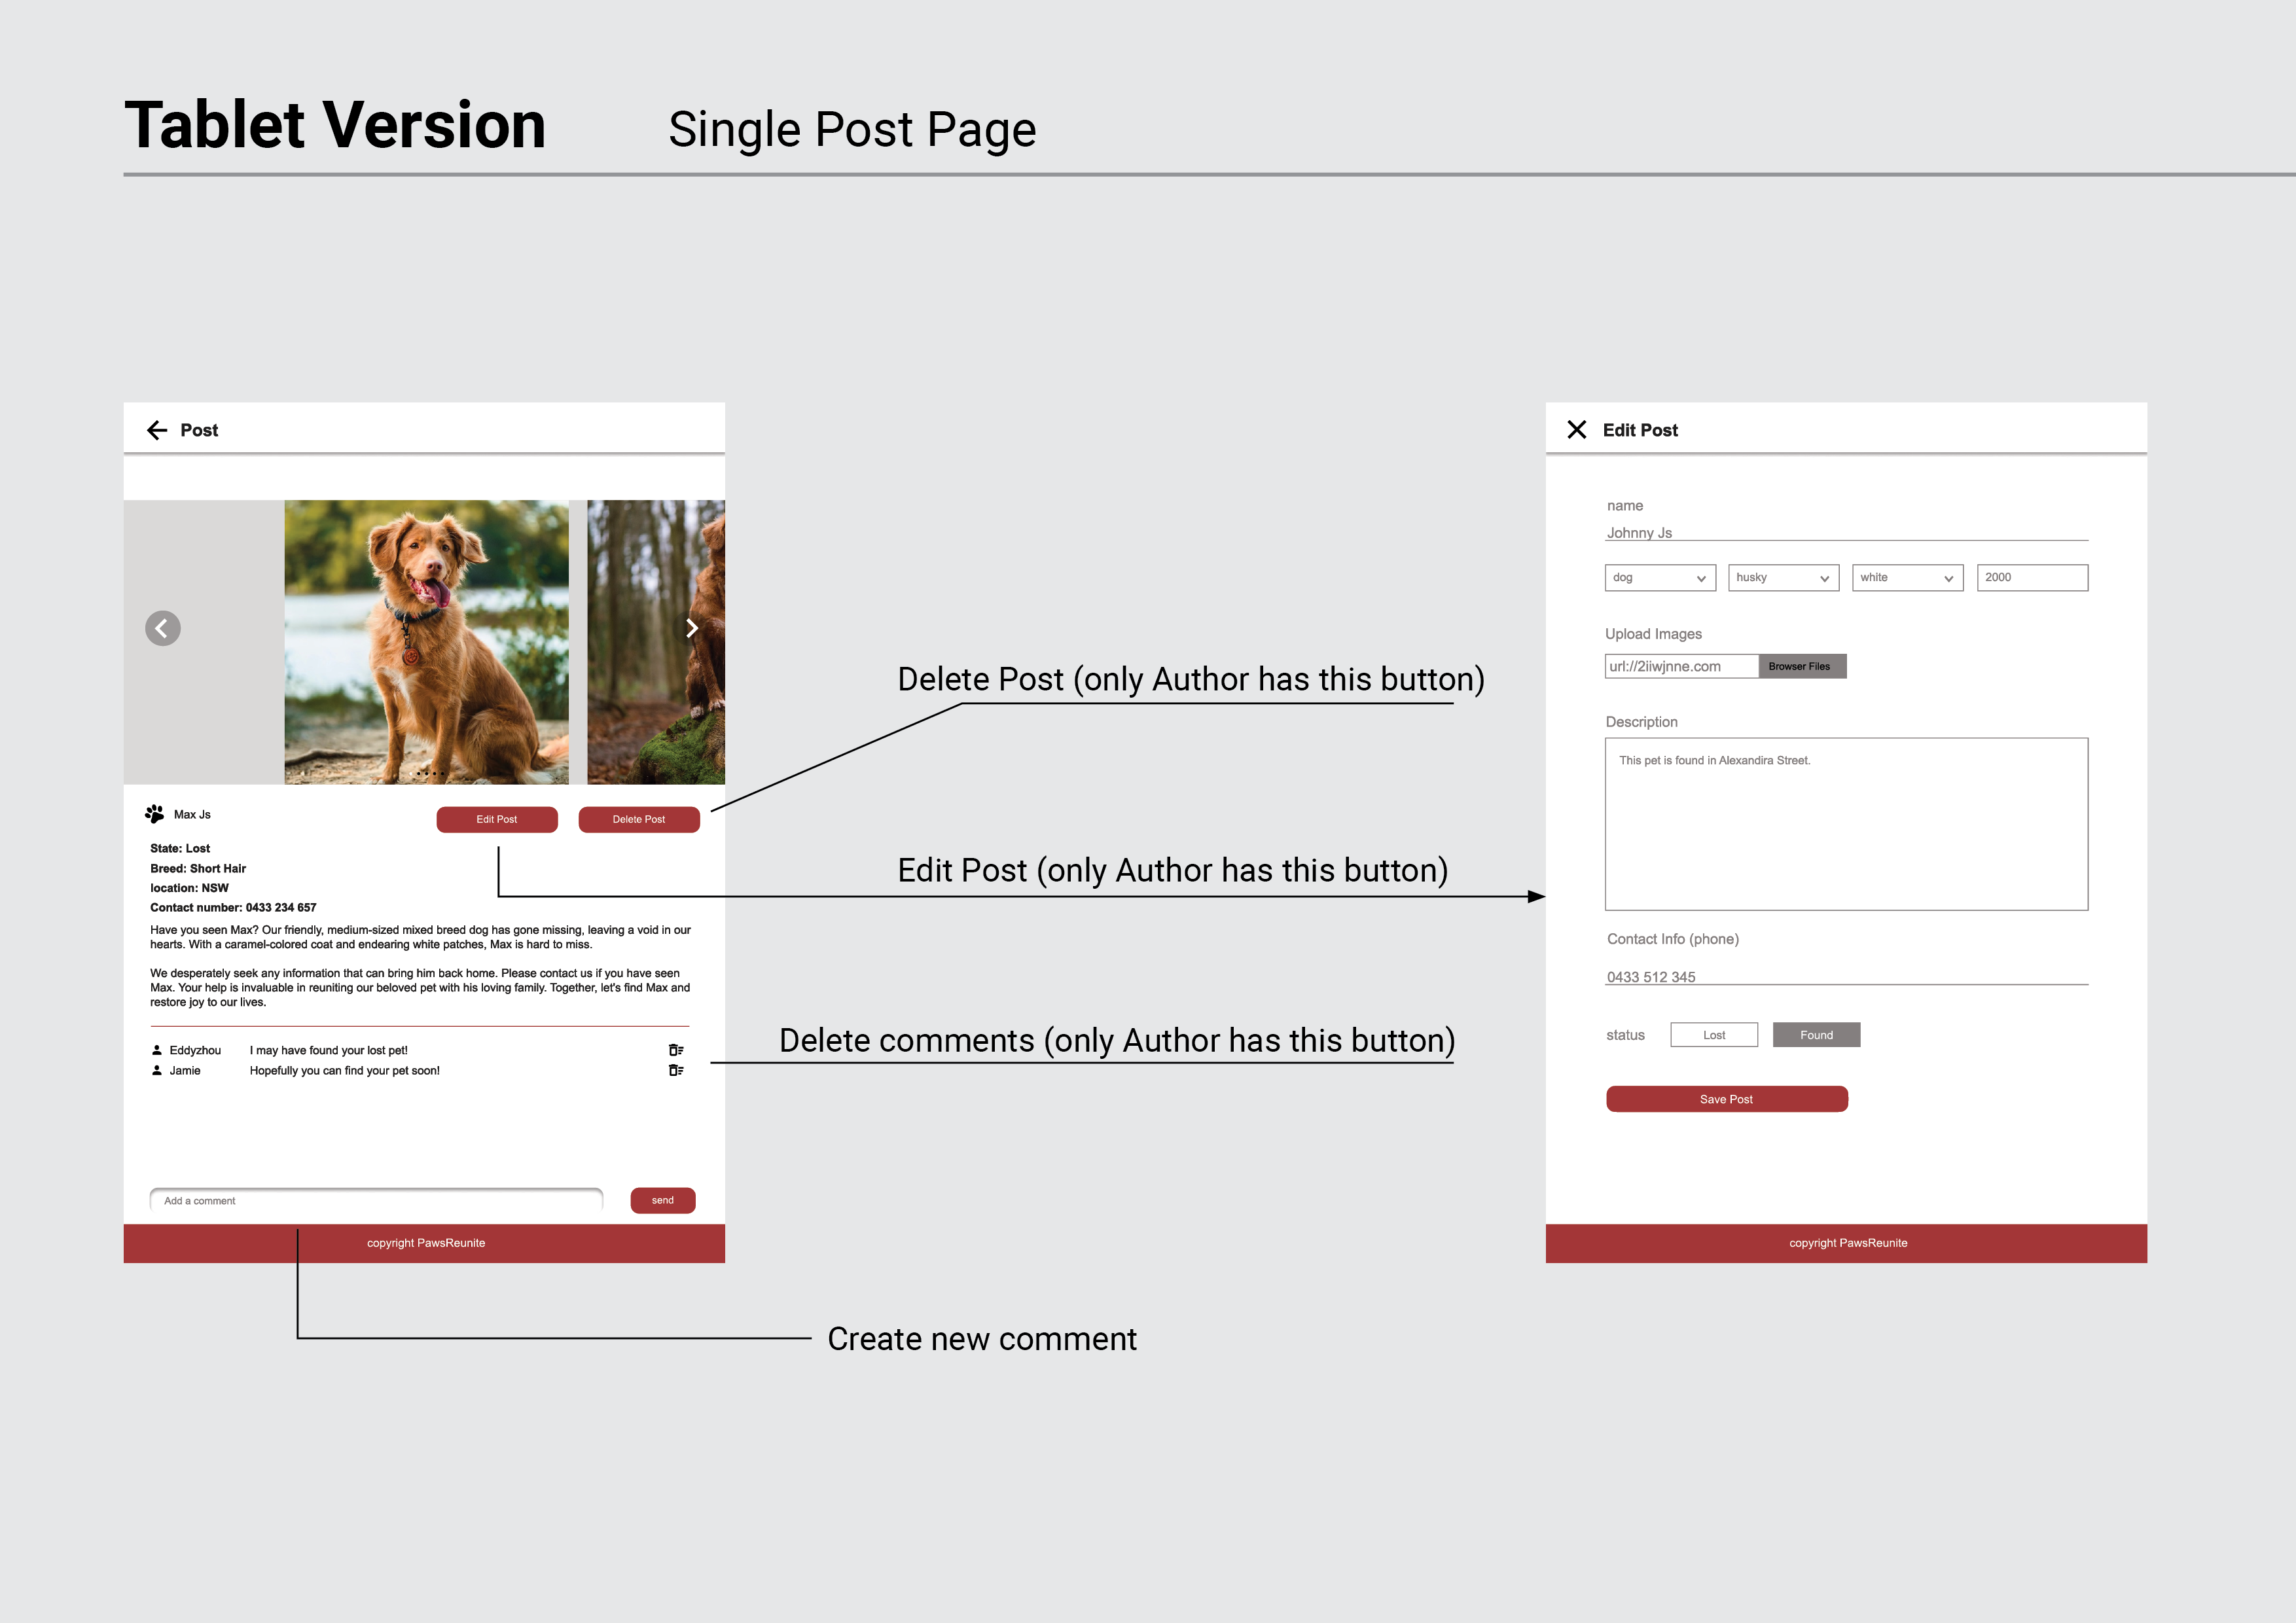 Tablet Version
Single Post Page
Post
Max Js
Edit Post
Delete Post
State: Lost
Breed: Short Hair
location: NSW
Contact number: 0433 234 657
Have you seen Max? Our friendly, medium-sized mixed breed dog has gone missing, leaving a void in our
hearts. With a caramel-colored coat and endearing white patches, Max is hard to miss.
We desperately seek any information that can bring him back home. Please contact us if you have seen
Max. Your help is invaluable in reuniting our beloved pet with his loving family. Together, let's find Max and
restore joy to our lives.
Eddyzhou I may have found your lost pet!
Jamie Hopefully you can find your pet soon!
Add a comment
send
copyright PawsReunite
Delete Post (only Author has this button)
Edit Post (only Author has this button)
Delete comments (only Author has this button)
Create new comment
Edit Post
name
Johnny Js
dog husky white 2000
Upload Images
url://2iiwjnne.com Browser Files
Description
This pet is found in Alexandira Street.
Contact Info (phone)
0433 512 345
status Lost Found
Save Post
copyright PawsReunite